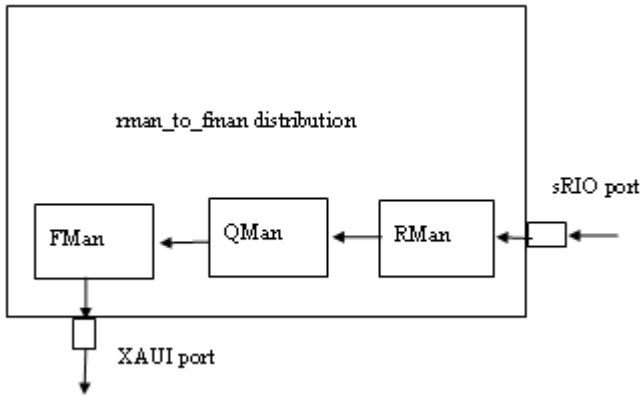 rman_to_fman distribution
sRIO port
FMan
QMan
RMan
XAUI port